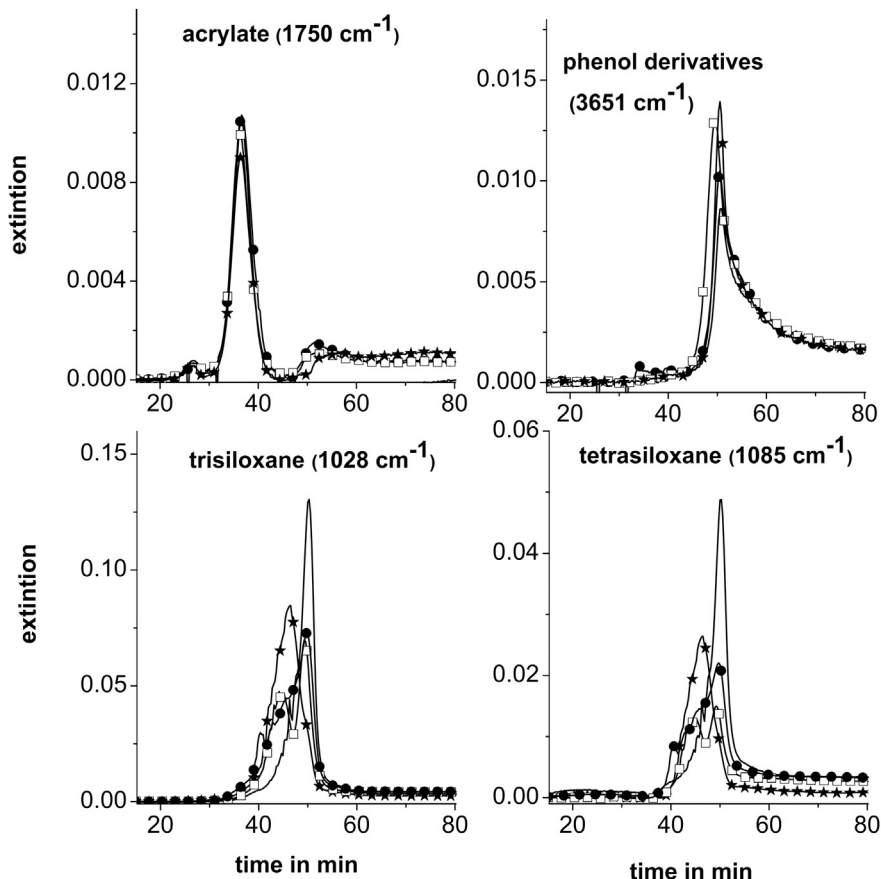 acrylate (1750 cm-1)
0.012
0.008
0.004
0.000
20 40 60 80
extintion
phenol derivatives
(3651 cm-1)
0.015
0.010
0.005
0.000
20 40 60 80
trisiloxane (1028 cm-1)
0.15
0.10
0.05
0.00
20 40 60 80
extintion
time in min
tetrasiloxane (1085 cm-1)
0.06
0.04
0.02
0.00
20 40 60 80
time in min